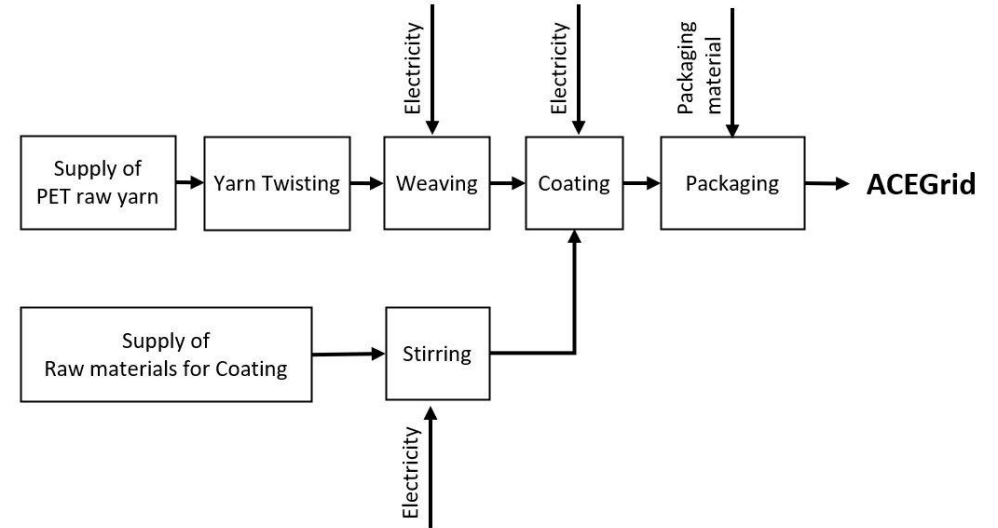 Electricity
Electricity
Packaging
material
Supply of
PET raw yarn
Yarn Twisting
Weaving
Coating
Packaging
ACEGrid
Supply of
Raw materials for Coating
Stirring
Electricity